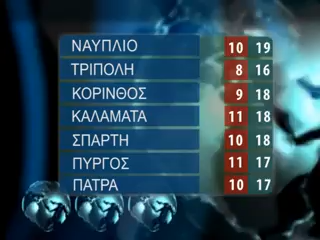 ΝΑΥΠΛΙΟ 10 19
ΤΡΙΠΟΛΗ 8 16
ΚΟΡΙΝΘΟΣ 9 18
ΚΑΛΑΜΑΤΑ 11 18
ΣΠΑΡΤΗ 10 18
ΠΥΡΓΟΣ 11 17
ΠΑΤΡΑ 10 17